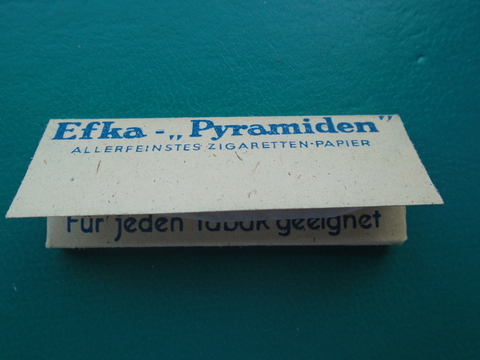 Efka - „Pyramiden"
ALLERFEINSTES ZIGARETTEN-PAPIER
Für jeden Tabak geeignet